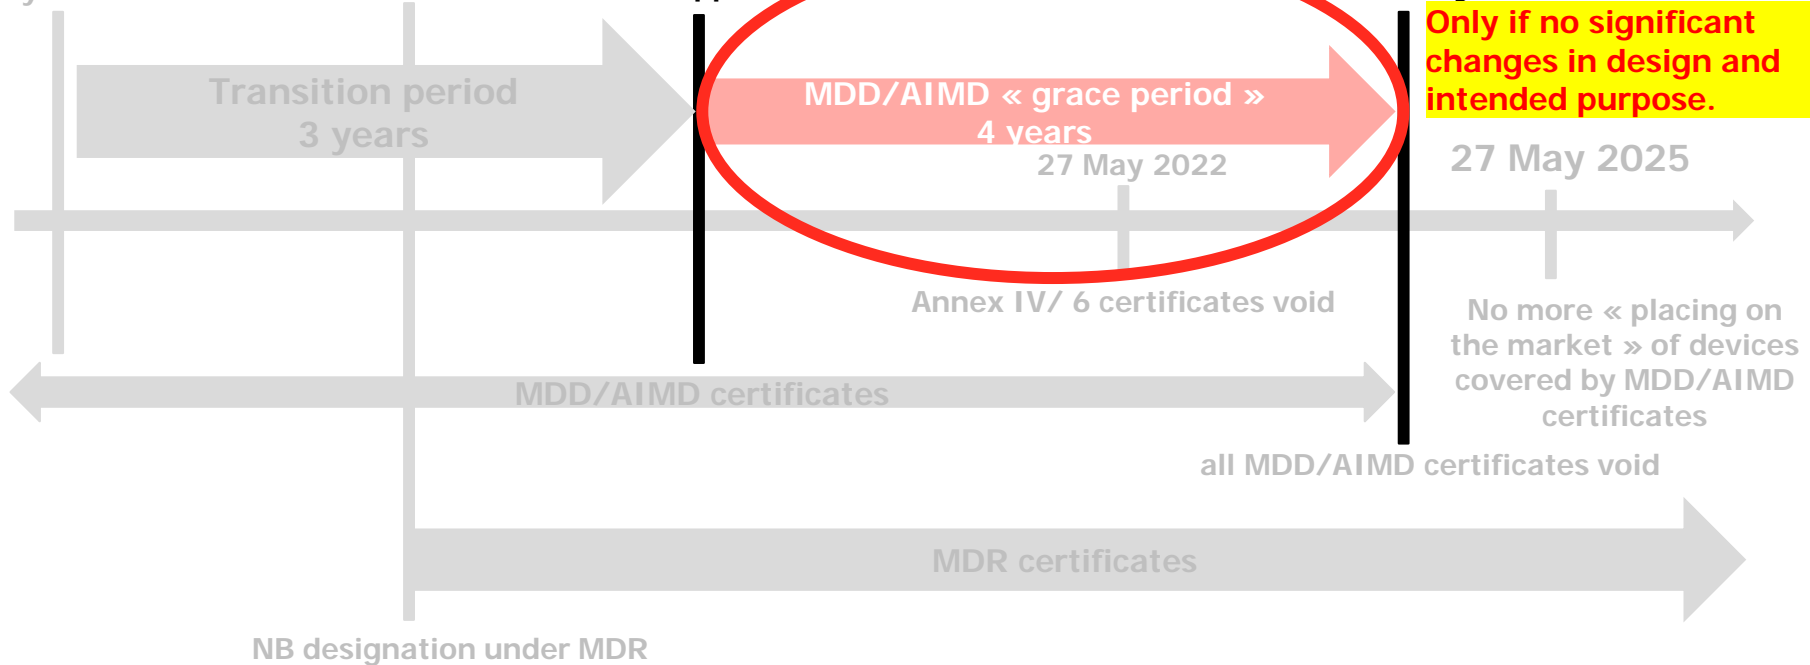 Only if no significant
changes in design and
intended purpose.
Transition period
3 years
MDD/AIMD « grace period »
4 years
27 May 2022
27 May 2025
Annex IV/ 6 certificates void
No more « placing on
the market » of devices
covered by MDD/AIMD
certificates
MDD/AIMD certificates
all MDD/AIMD certificates void
MDR certificates
NB designation under MDR